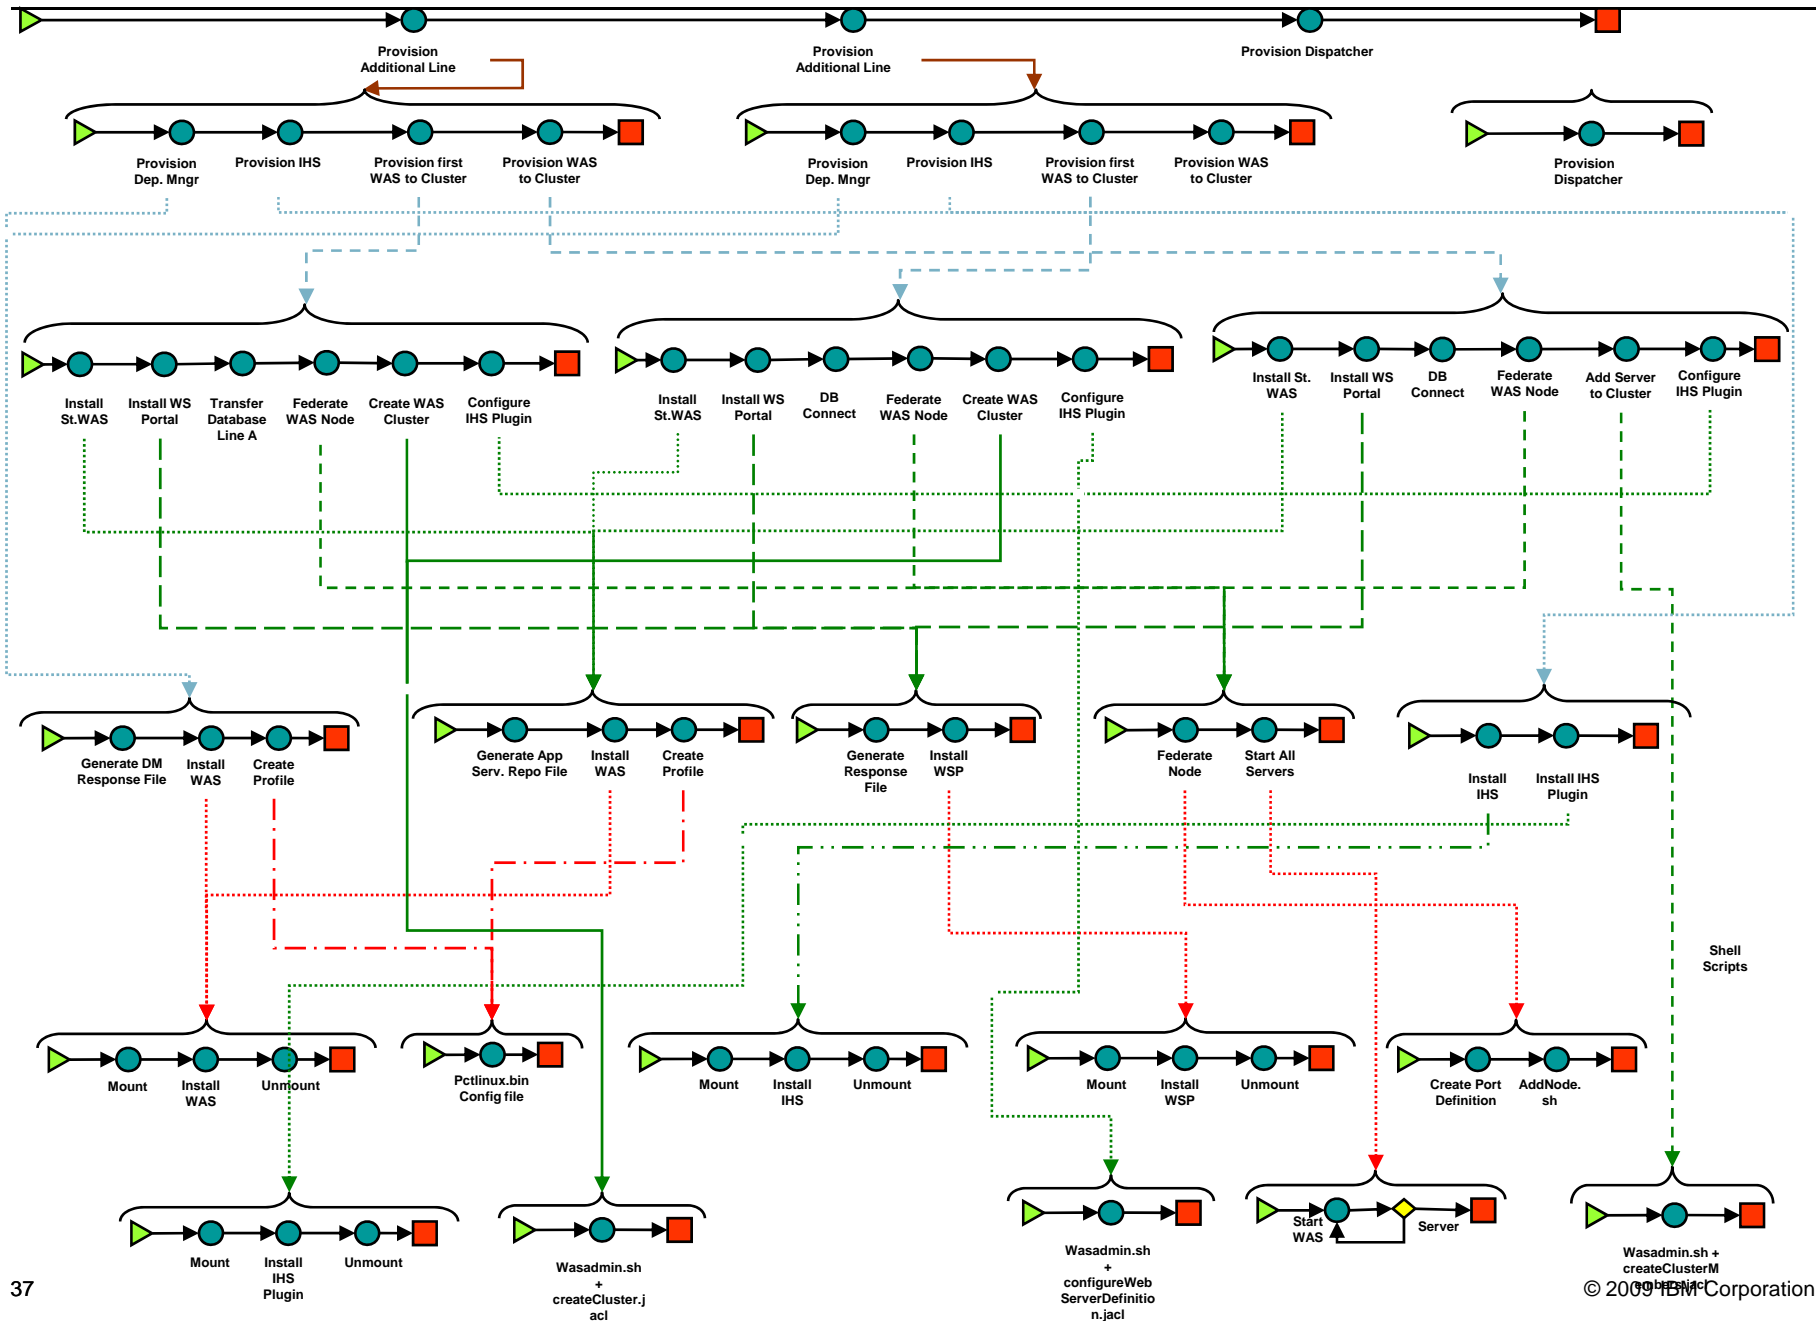 Provision
Additional Line
Provision
Additional Line
Provision Dispatcher
Provision
Dep. Mngr
Provision IHS
Provision first
WAS to Cluster
Provision WAS
to Cluster
Provision
Dep. Mngr
Provision IHS
Provision first
WAS to Cluster
Provision WAS
to Cluster
Provision
Dispatcher
Install
St.WAS
Install WS
Portal
Transfer
Database
Line A
Federate
WAS Node
Create WAS
Cluster
Configure
IHS Plugin
Install
St.WAS
Install WS
Portal
DB
Connect
Federate
WAS Node
Create WAS
Cluster
Configure
IHS Plugin
Install St.
WAS
Install WS
Portal
DB
Connect
Federate
WAS Node
Add Server
to Cluster
Configure
IHS Plugin
Generate DM
Response File
Install
WAS
Create
Profile
Generate App
Serv. Repo File
Install
WAS
Create
Profile
Generate
Response
File
Install
WSP
Federate
Node
Start All
Servers
Install
IHS
Install IHS
Plugin
Shell
Scripts
Mount
Install
WAS
Unmount
Pctlinux.bin
Config file
Mount
Install
IHS
Unmount
Mount
Install
WSP
Unmount
Create Port
Definition
AddNode.
sh
Mount
Install
IHS
Plugin
Unmount
Wasadmin.sh
+
createCluster.j
acl
Wasadmin.sh
+
configureWeb
ServerDefinitio
n.jacl
Start
WAS
Server
Wasadmin.sh +
createClusterM
embers.jacl
37
© 2009 IBM Corporation